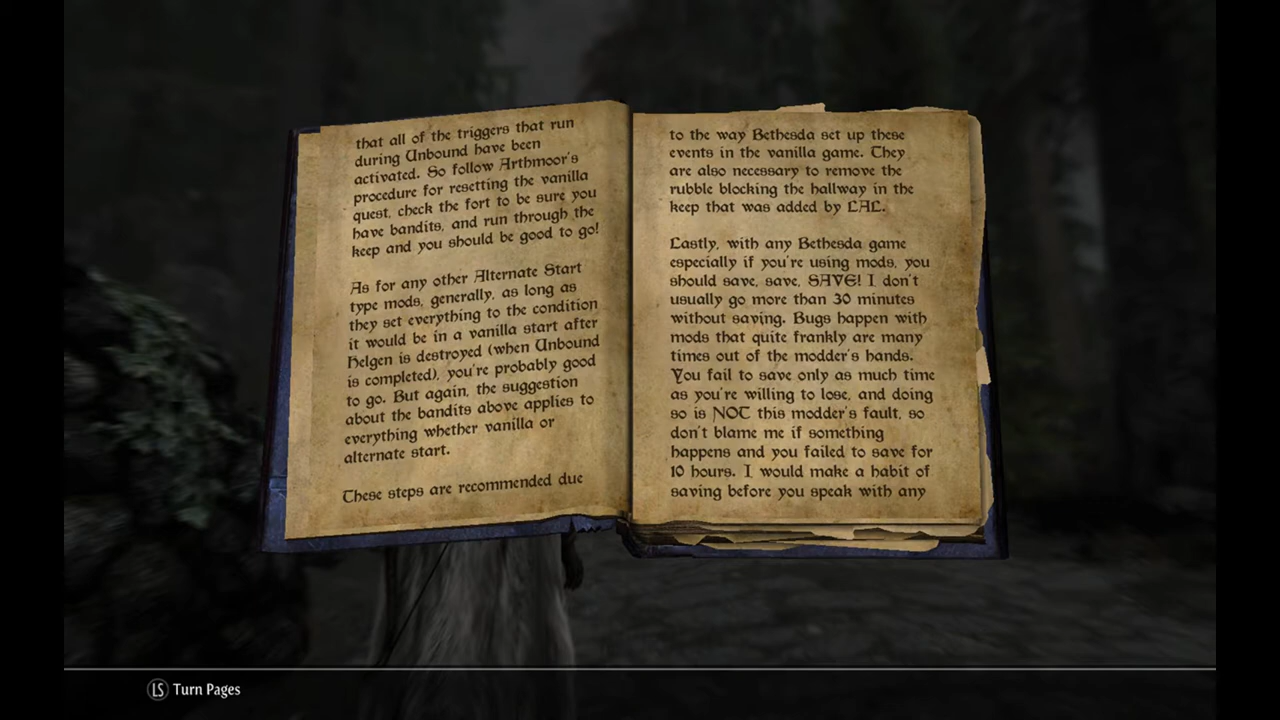 that all of the triggers that run
during Unbound have been
activated. So follow Arthmoor's
procedure for resetting the vanilla
quest, check the fort to be sure you
have bandits, and run through the
keep and you should be good to go!
As for any other Alternate Start
type mods, generally, as long as
they set everything to the condition
it would be in a vanilla start after
Helgen is destroyed (when Unbound
is completed), you're probably good
to go. But again, the suggestion
about the bandits above applies to
everything whether vanilla or
alternate start.
These steps are recommended due
to the way Bethesda set up these
events in the vanilla game. They
are also necessary to remove the
rubble blocking the hallway in the
keep that was added by LAL.
Lastly, with any Bethesda game
especially if you're using mods, you
should save, save, SAVE! I don't
usually go more than 30 minutes
without saving. Bugs happen with
mods that quite frankly are many
times out of the modder's hands.
You fail to save only as much time
as you're willing to lose, and doing
so is NOT this modder's fault, so
don't blame me if something
happens and you failed to save for
10 hours. I would make a habit of
saving before you speak with any
LS Turn Pages